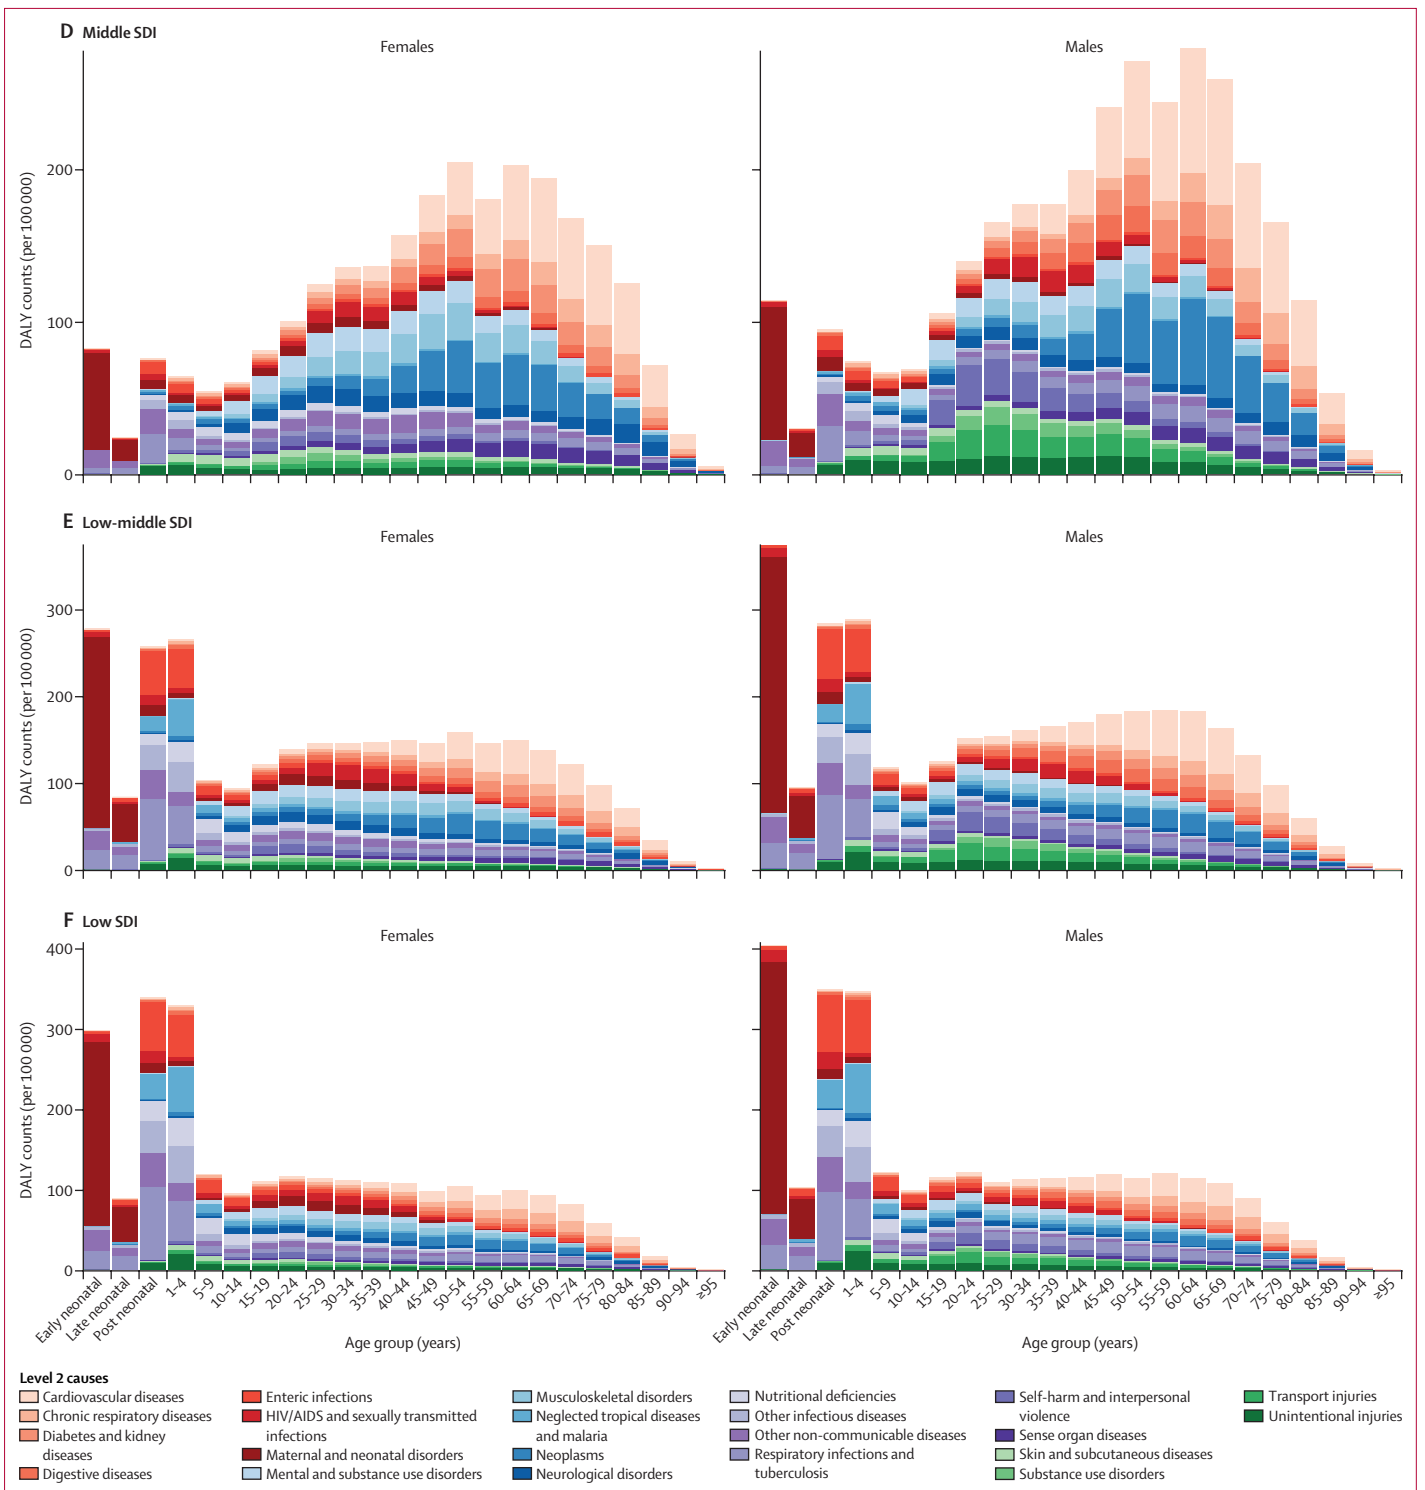 D Middle SDI
Females
Males
DALY counts (per 100 000)
200
100
0
E Low-middle SDI
Females
Males
DALY counts (per 100 000)
300
200
100
0
F Low SDI
Females
Males
DALY counts (per 100 000)
400
300
200
100
0
Early neonatal
Late neonatal
Post neonatal
1–4
5–9
10–14
15–19
20–24
25–29
30–34
35–39
40–44
45–49
50–54
55–59
60–64
65–69
70–74
75–79
80–84
85–89
90–94
≥95
Early neonatal
Late neonatal
Post neonatal
1–4
5–9
10–14
15–19
20–24
25–29
30–34
35–39
40–44
45–49
50–54
55–59
60–64
65–69
70–74
75–79
80–84
85–89
90–94
≥95
Age group (years)
Age group (years)
Level 2 causes
Cardiovascular diseases
Chronic respiratory diseases
Diabetes and kidney
diseases
Digestive diseases
Enteric infections
HIV/AIDS and sexually transmitted
infections
Maternal and neonatal disorders
Mental and substance use disorders
Musculoskeletal disorders
Neglected tropical diseases
and malaria
Neoplasms
Neurological disorders
Nutritional deficiencies
Other infectious diseases
Other non-communicable diseases
Respiratory infections and
tuberculosis
Self-harm and interpersonal
violence
Sense organ diseases
Skin and subcutaneous diseases
Substance use disorders
Transport injuries
Unintentional injuries